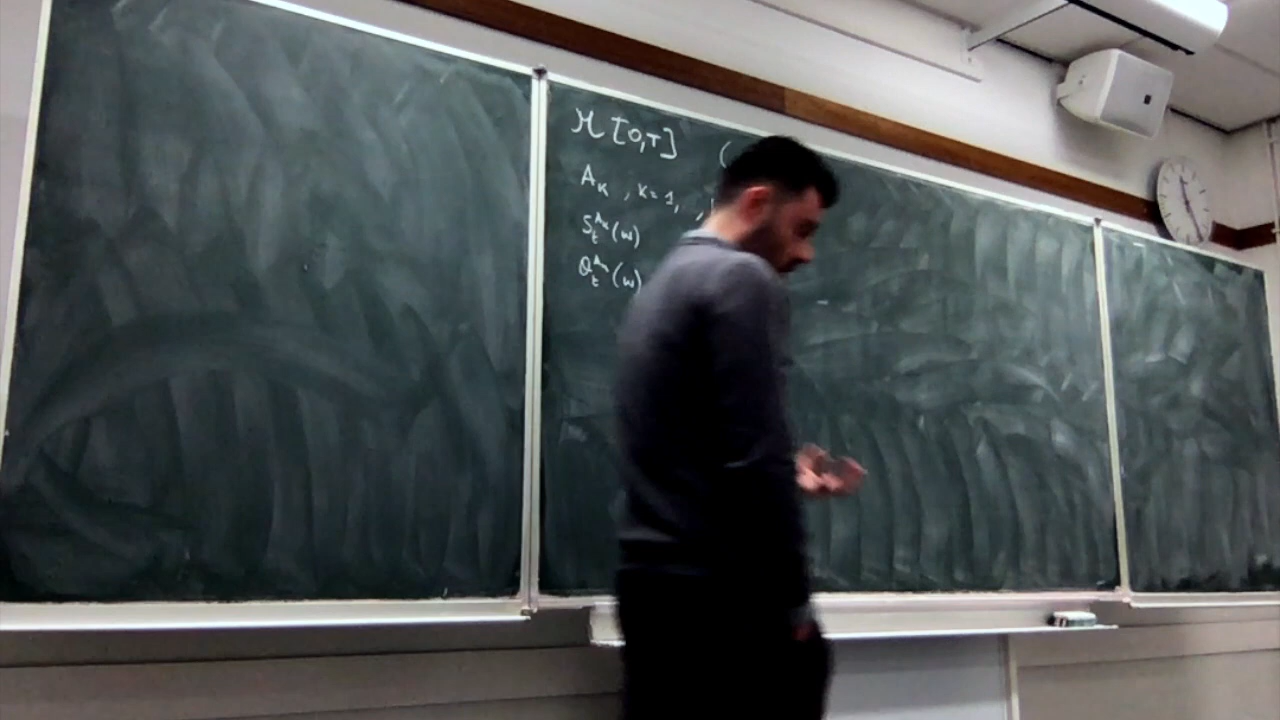 ℋ [0,T] (
A_k , k = 1, ,
S_t^{A_k}(ω)
Q_t^{A_k}(ω)